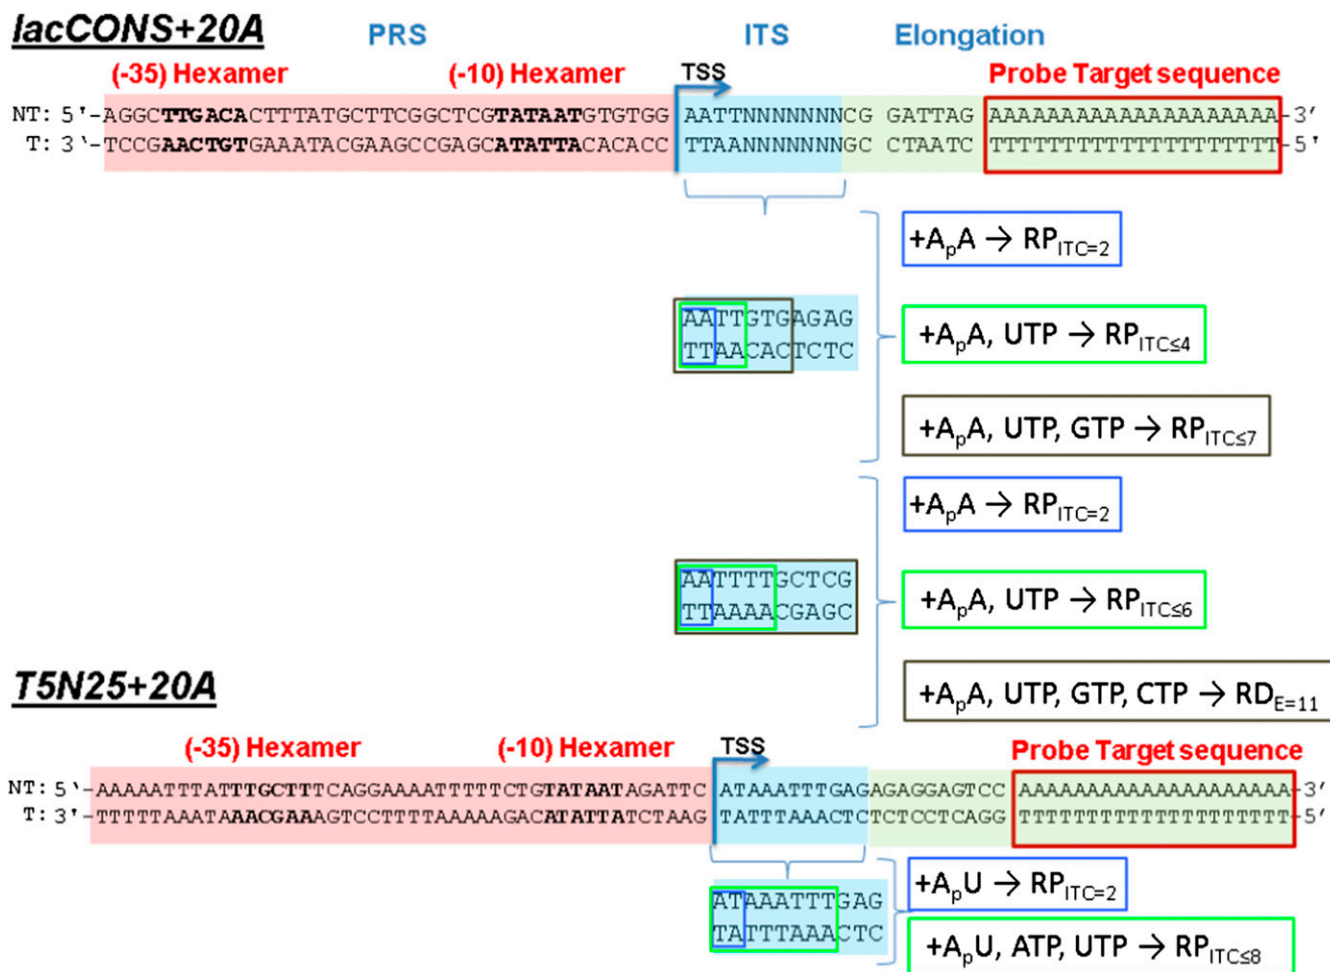 lacCONS+20A
PRS ITS Elongation
(-35) Hexamer (-10) Hexamer TSS Probe Target sequence
NT: 5'-AGGCTTGACACTTTATGCTTCGGCTCGTATAATGTGTGG AATTNNNNNNNCG GATTAG AAAAAAAAAAAAAAAAAAAA-3'
T: 3'-TCCGAACTGTGAAATACGAAGCCGAGCATATTACACACC TTAANNNNNNNGC CTAATC TTTTTTTTTTTTTTTTTTTT-5'
+ApA → RPITC=2
AATTGTGAGAG
TTAACACTCTC
+ApA, UTP → RPITC≤4
+ApA, UTP, GTP → RPITC≤7
+ApA → RPITC=2
AATTTTGCTCG
TTAAAACGAGC
+ApA, UTP → RPITC≤6
+ApA, UTP, GTP, CTP → RDE=11
T5N25+20A
(-35) Hexamer (-10) Hexamer TSS Probe Target sequence
NT: 5'-AAAAATTTATTTGCTTTCAGGAAAATTTTTCTGTATAATAGATTC ATAAATTTGAGAGAGGAGTCC AAAAAAAAAAAAAAAAAAAA-3'
T: 3'-TTTTTAAATAAACGAAAGTCCTTTTAAAAAGACATATTATCTAAG TATTTAAACTCTCTCCTCAGG TTTTTTTTTTTTTTTTTTTT-5'
+ApU → RPITC=2
ATAAATTTGAG
TATTTAAACTC
+ApU, ATP, UTP → RPITC≤8